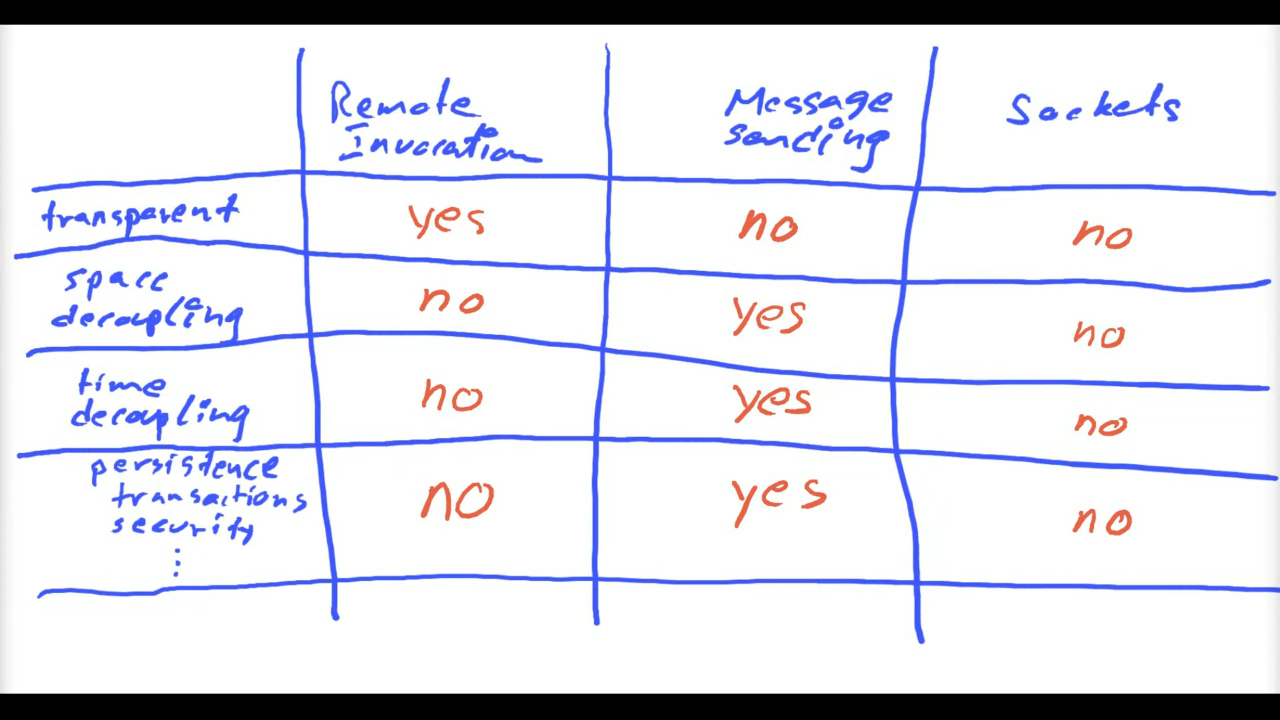 Remote
Invocation
Message
sending
Sockets
transparent
yes
no
no
space
decoupling
no
yes
no
time
decoupling
no
yes
no
persistence
transactions
security
⋮
no
yes
no